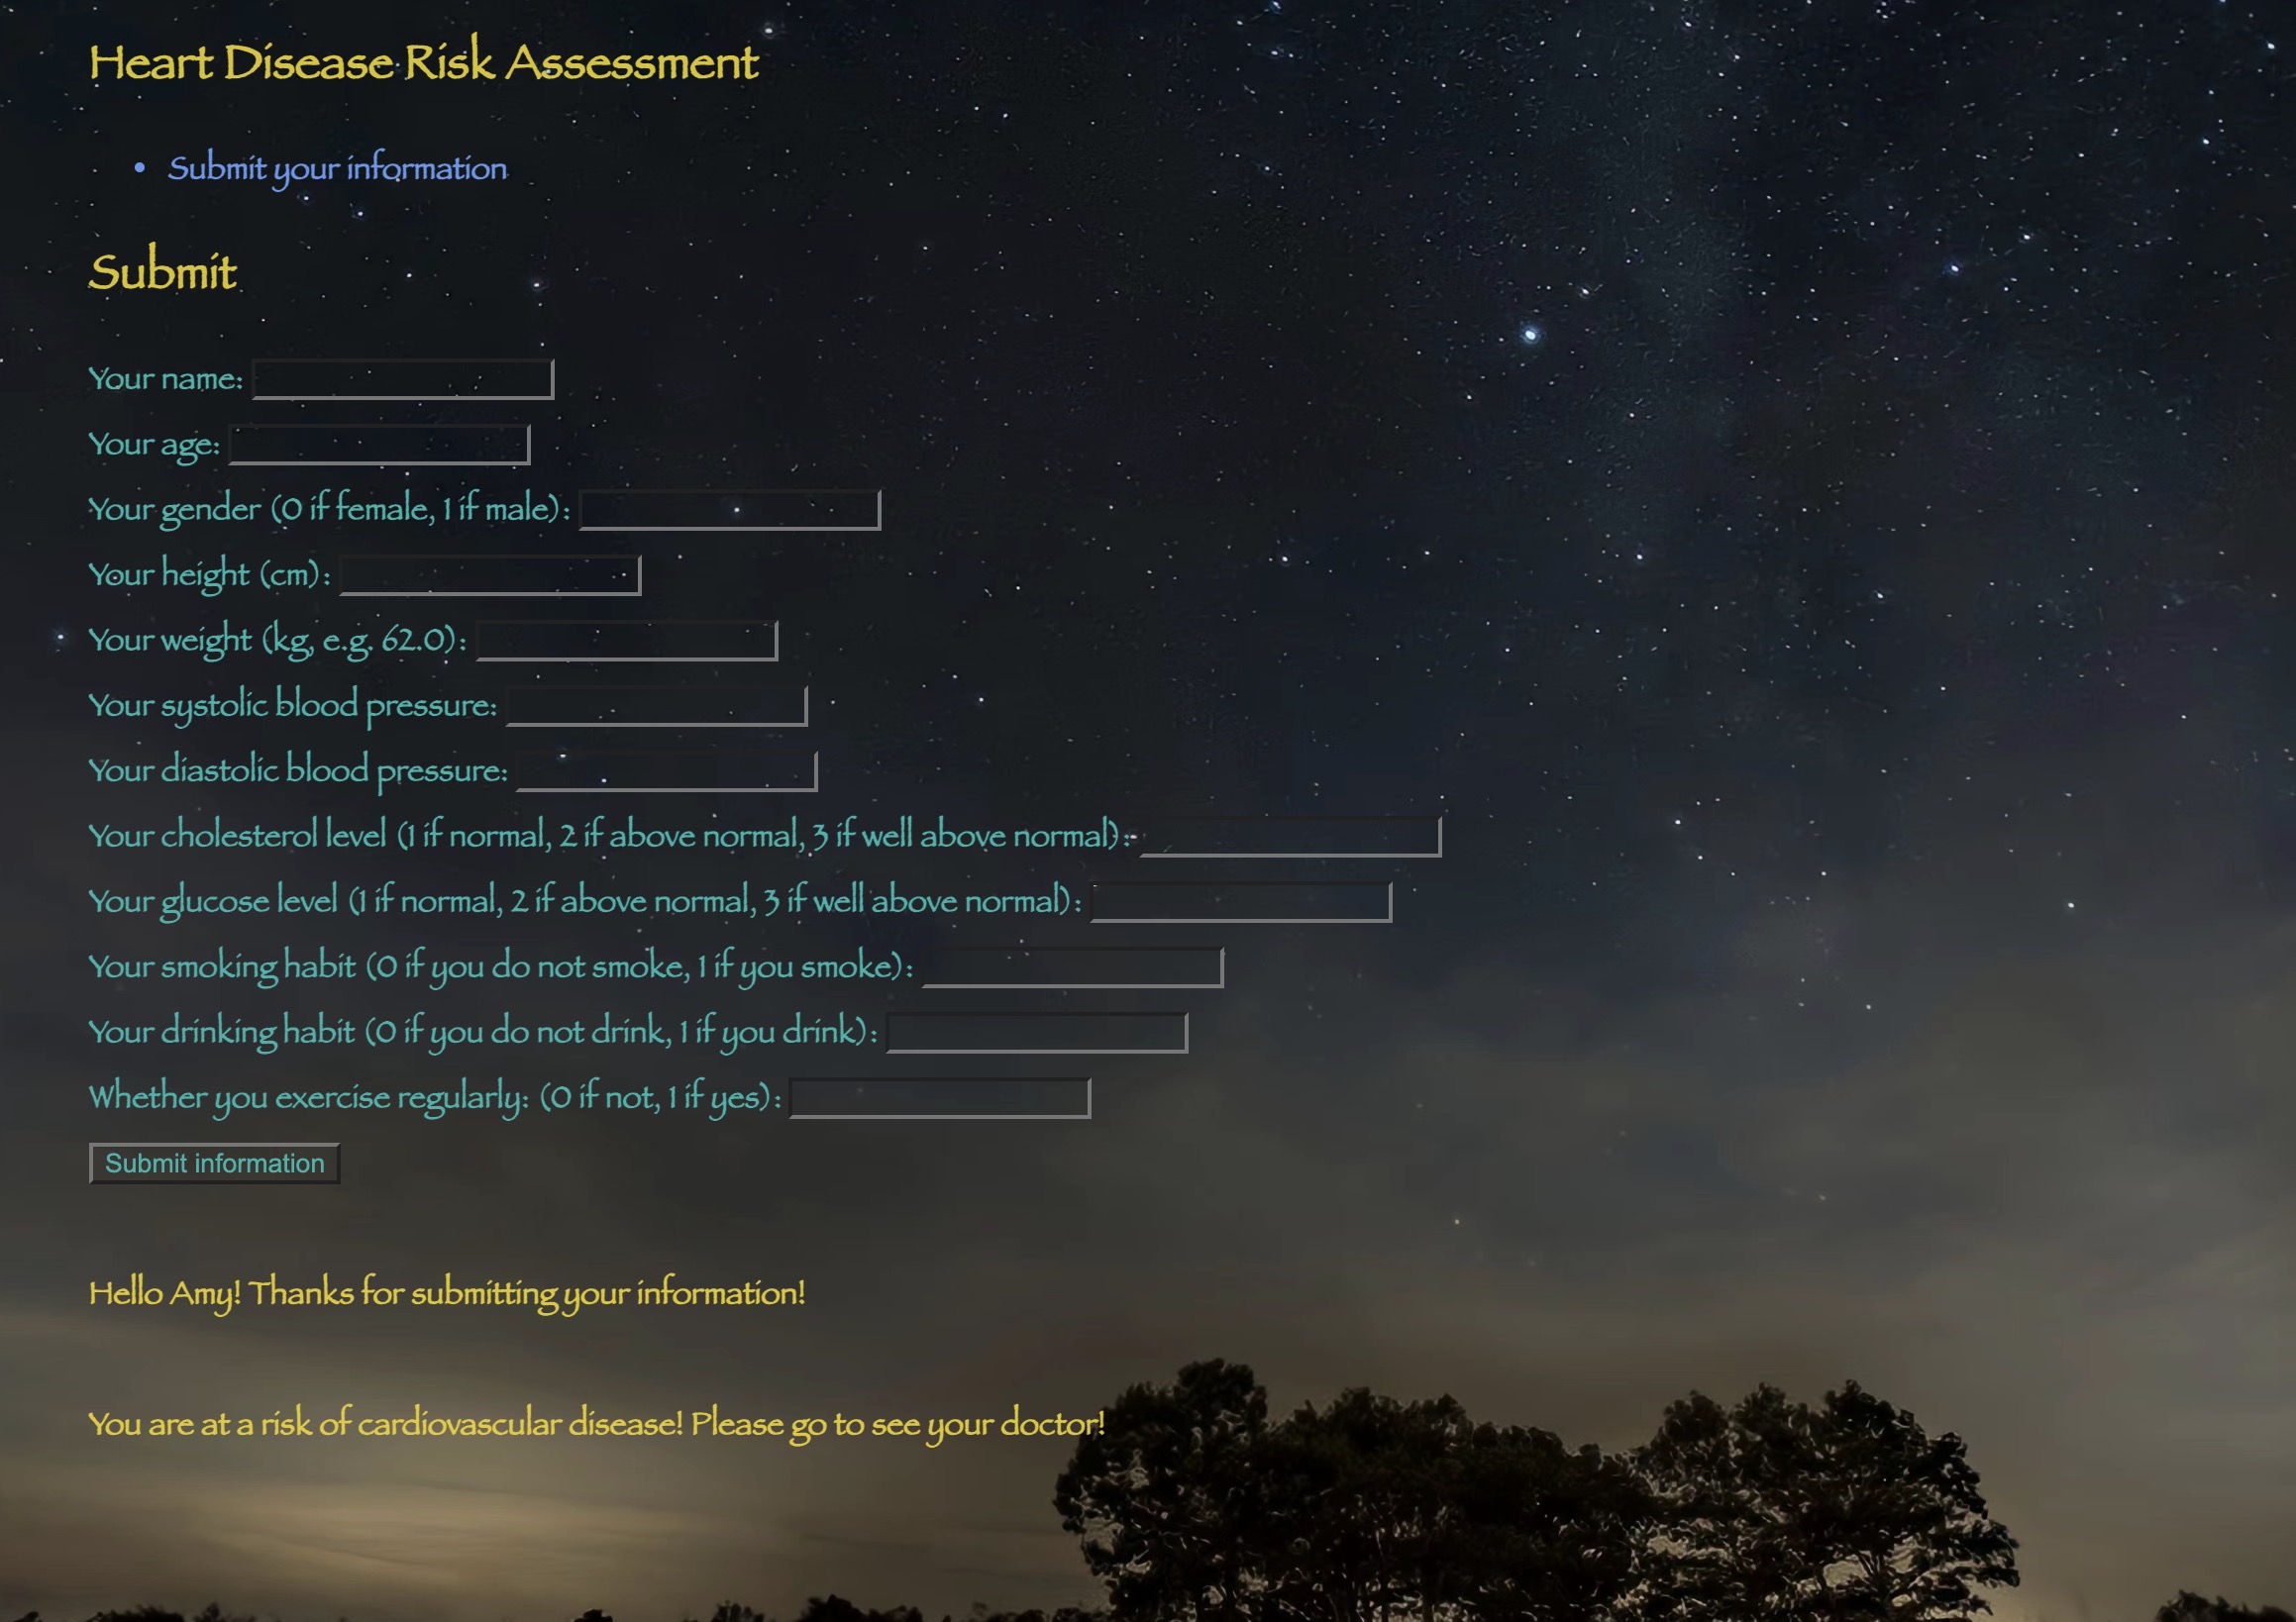 Heart Disease Risk Assessment
• Submit your information
Submit
Your name:
Your age:
Your gender (0 if female, 1 if male):
Your height (cm):
Your weight (kg, e.g. 62.0):
Your systolic blood pressure:
Your diastolic blood pressure:
Your cholesterol level (1 if normal, 2 if above normal, 3 if well above normal):
Your glucose level (1 if normal, 2 if above normal, 3 if well above normal):
Your smoking habit (0 if you do not smoke, 1 if you smoke):
Your drinking habit (0 if you do not drink, 1 if you drink):
Whether you exercise regularly: (0 if not, 1 if yes):
Submit information
Hello Amy! Thanks for submitting your information!
You are at a risk of cardiovascular disease! Please go to see your doctor!